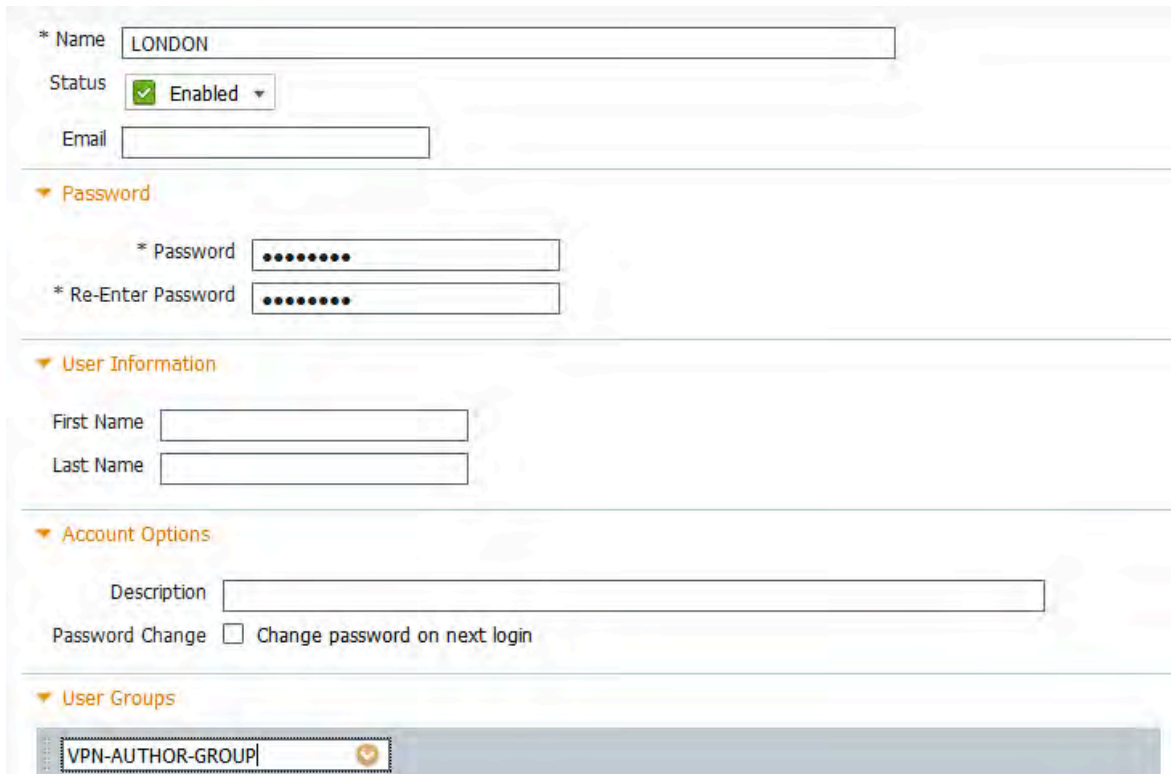 * Name LONDON
Status Enabled
Email
Password
* Password ••••••••
* Re-Enter Password ••••••••
User Information
First Name
Last Name
Account Options
Description
Password Change Change password on next login
User Groups
VPN-AUTHOR-GROUP